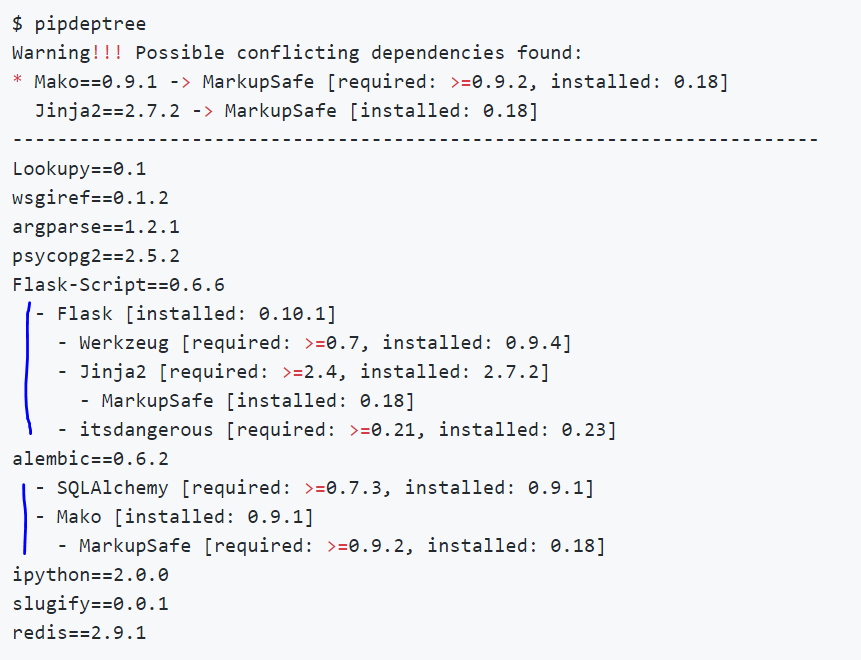 $ pipdeptree
Warning!!! Possible conflicting dependencies found:
* Mako==0.9.1 -> MarkupSafe [required: >=0.9.2, installed: 0.18]
  Jinja2==2.7.2 -> MarkupSafe [installed: 0.18]
------------------------------------------------------------------------
Lookupy==0.1
wsgiref==0.1.2
argparse==1.2.1
psycopg2==2.5.2
Flask-Script==0.6.6
  - Flask [installed: 0.10.1]
    - Werkzeug [required: >=0.7, installed: 0.9.4]
    - Jinja2 [required: >=2.4, installed: 2.7.2]
      - MarkupSafe [installed: 0.18]
    - itsdangerous [required: >=0.21, installed: 0.23]
alembic==0.6.2
  - SQLAlchemy [required: >=0.7.3, installed: 0.9.1]
  - Mako [installed: 0.9.1]
    - MarkupSafe [required: >=0.9.2, installed: 0.18]
ipython==2.0.0
slugify==0.0.1
redis==2.9.1